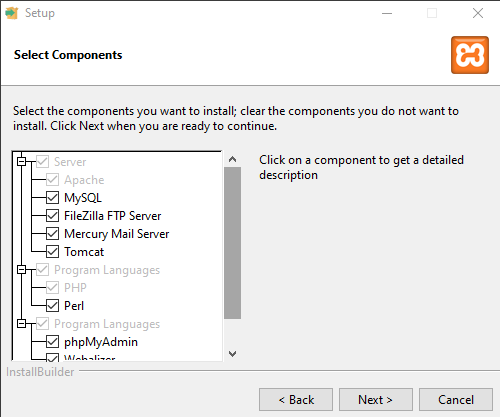 Setup
Select Components
Select the components you want to install; clear the components you do not want to
install. Click Next when you are ready to continue.
Server
Apache
MySQL
FileZilla FTP Server
Mercury Mail Server
Tomcat
Program Languages
PHP
Perl
Program Languages
phpMyAdmin
Webalizer
Click on a component to get a detailed
description
InstallBuilder
< Back
Next >
Cancel